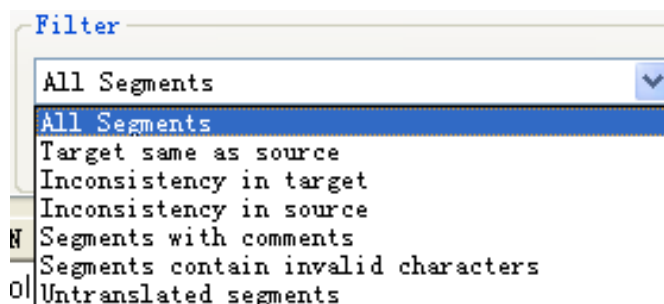 Filter
All Segments
All Segments
Target same as source
Inconsistency in target
Inconsistency in source
N
Segments with comments
Segments contain invalid characters
ol
Untranslated segments